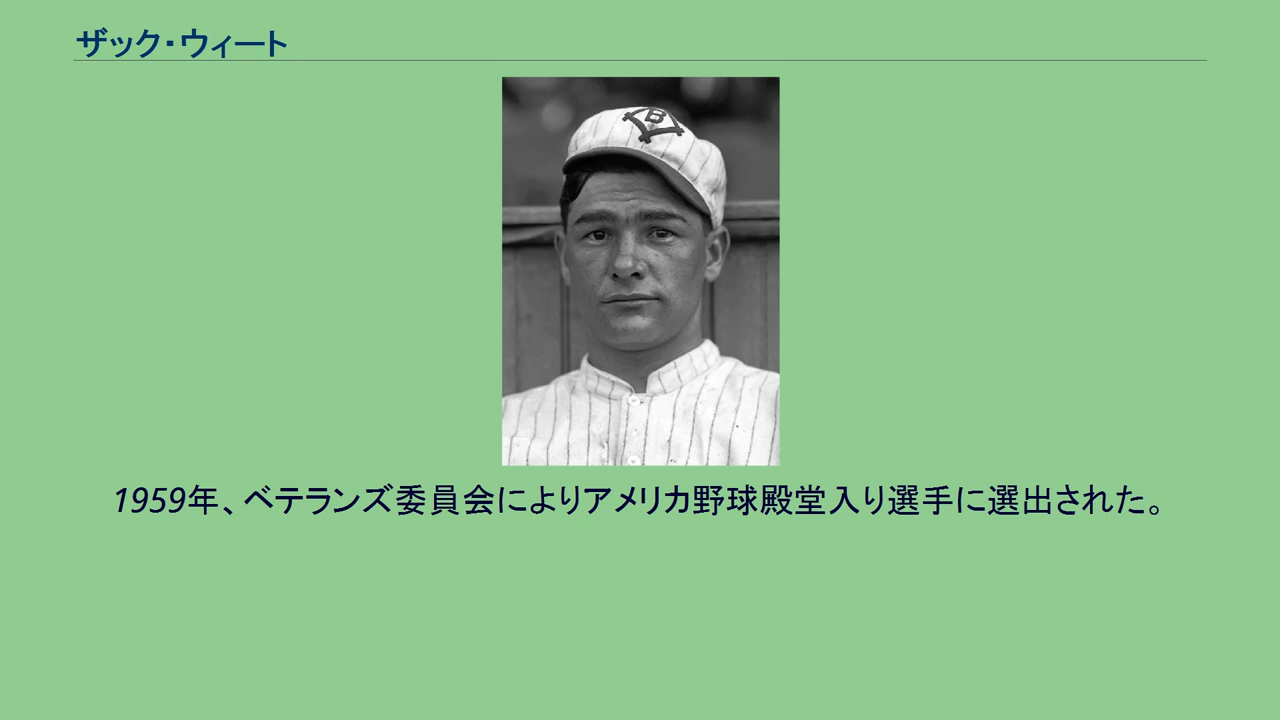 ザック・ウィート
B
1959年、ベテランズ委員会によりアメリカ野球殿堂入り選手に選出された。